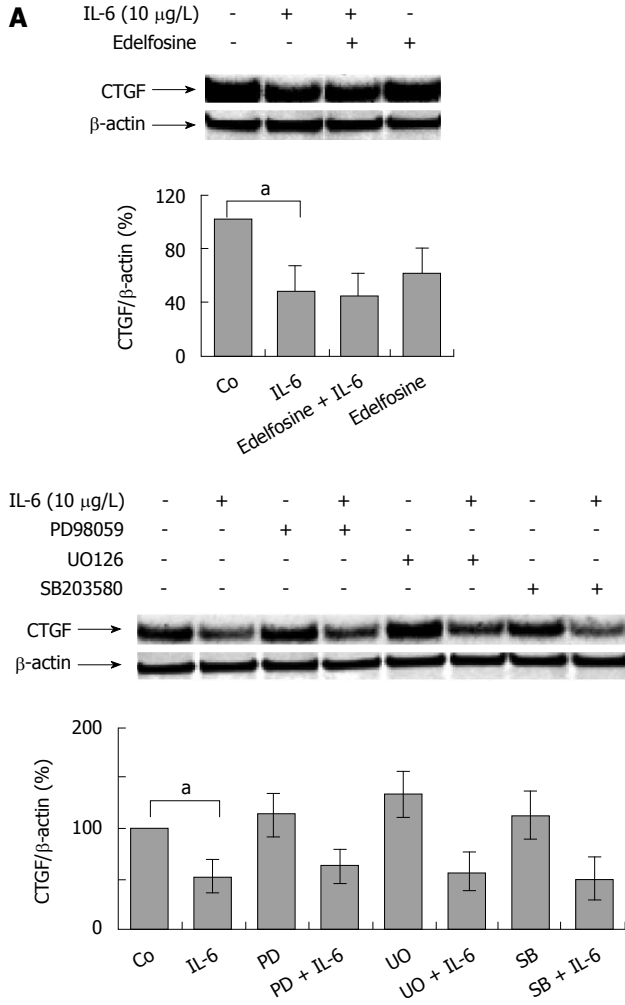 A
IL-6 (10 μg/L) - + + -
Edelfosine - - + +
CTGF
β-actin
a
CTGF/β-actin (%)
120
80
40
0
Co IL-6 Edelfosine + IL-6 Edelfosine
IL-6 (10 μg/L) - + - + - + - +
PD98059 - - + + - - - -
UO126 - - - - + + - -
SB203580 - - - - - - + +
CTGF
β-actin
a
CTGF/β-actin (%)
200
100
0
Co IL-6 PD PD + IL-6 UO UO + IL-6 SB SB + IL-6